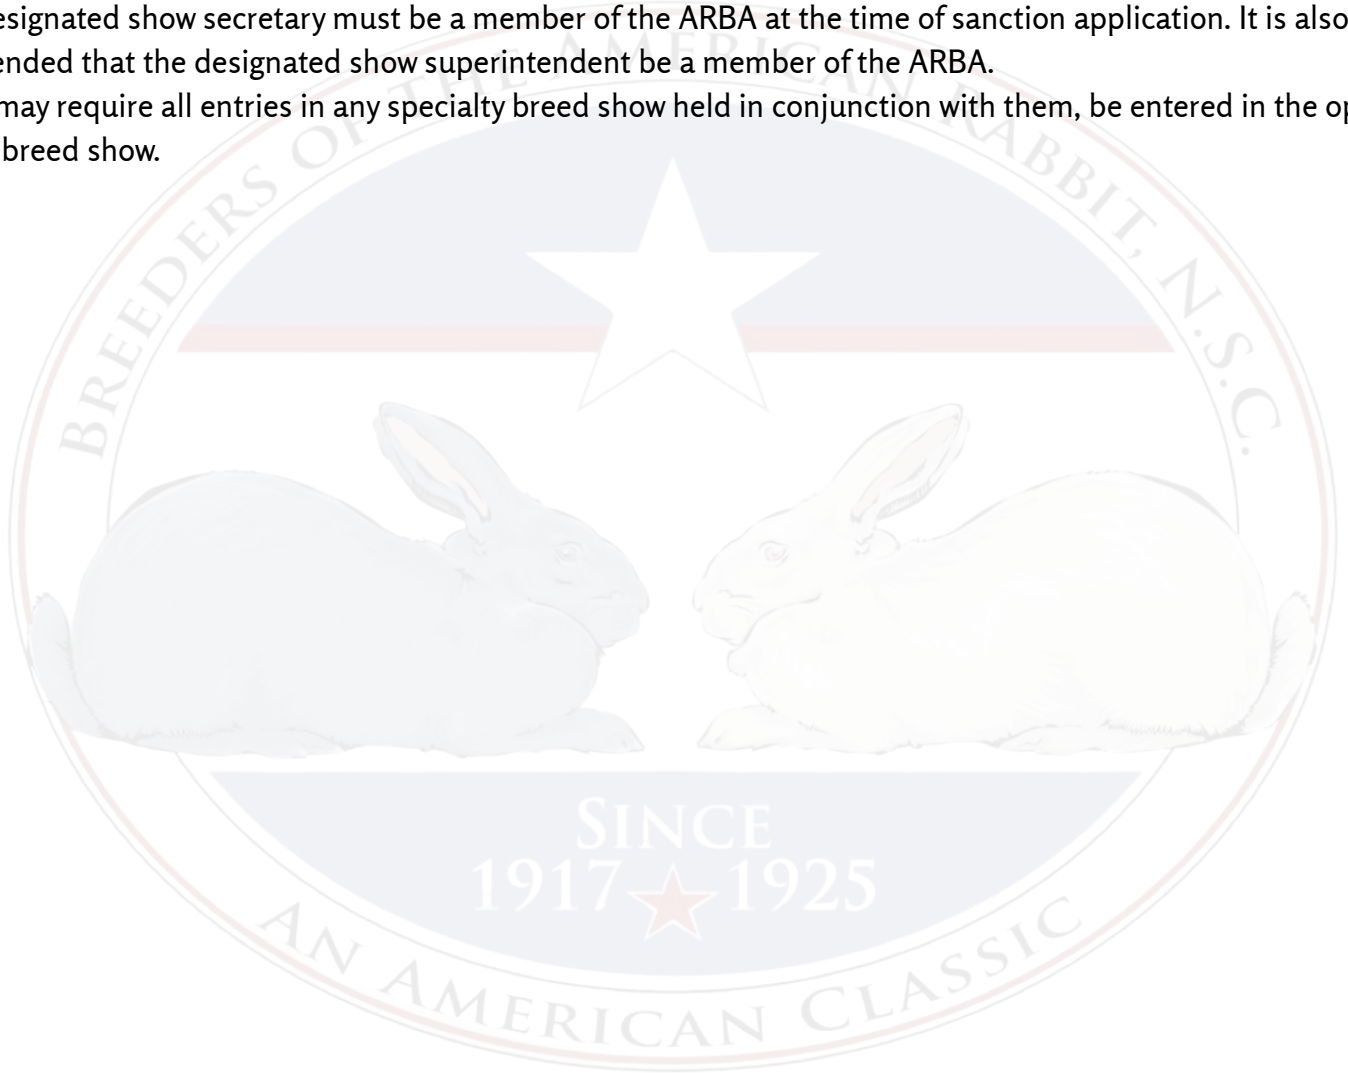 esignated show secretary must be a member of the ARBA at the time of sanction application. It is also
ended that the designated show superintendent be a member of the ARBA.
may require all entries in any specialty breed show held in conjunction with them, be entered in the op
breed show.
BREEDERS OF THE AMERICAN RABBIT, N.S.C.
SINCE
1917 1925
AN AMERICAN CLASSIC